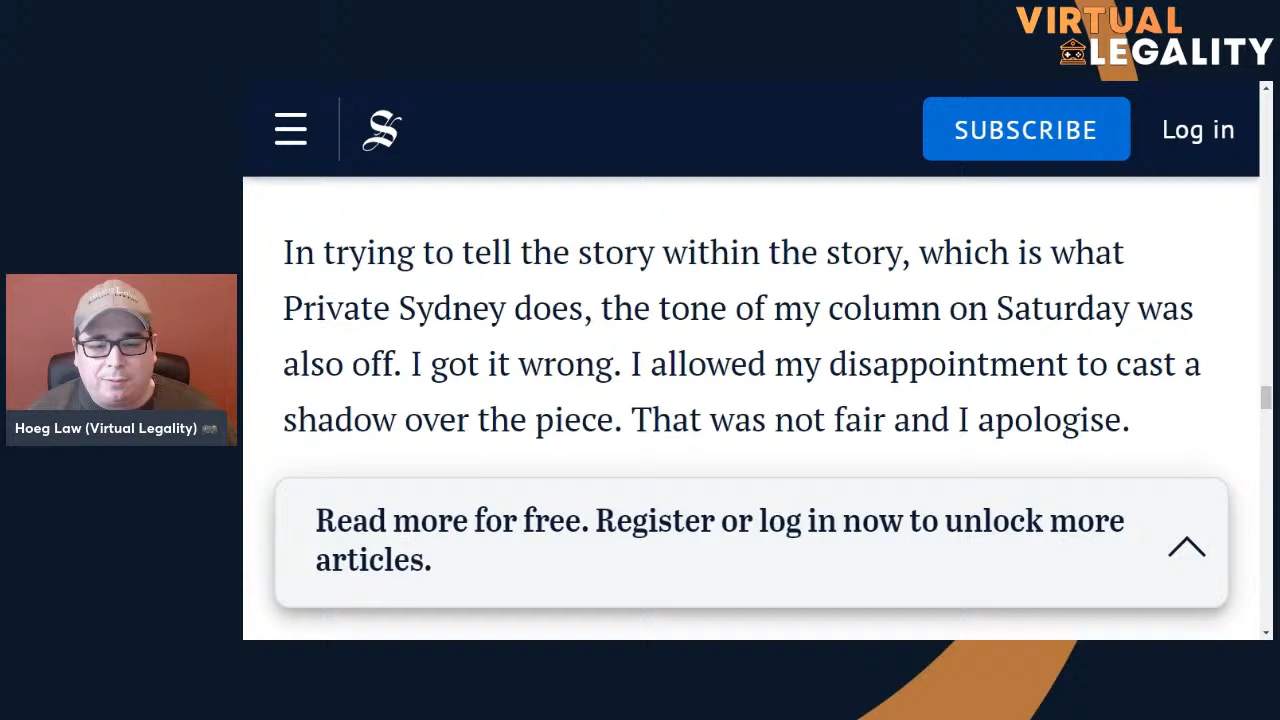 VIRTUAL
LEGALITY
S
SUBSCRIBE
Log in
In trying to tell the story within the story, which is what
Private Sydney does, the tone of my column on Saturday was
also off. I got it wrong. I allowed my disappointment to cast a
shadow over the piece. That was not fair and I apologise.
Read more for free. Register or log in now to unlock more
articles.
Hoeg Law (Virtual Legality)